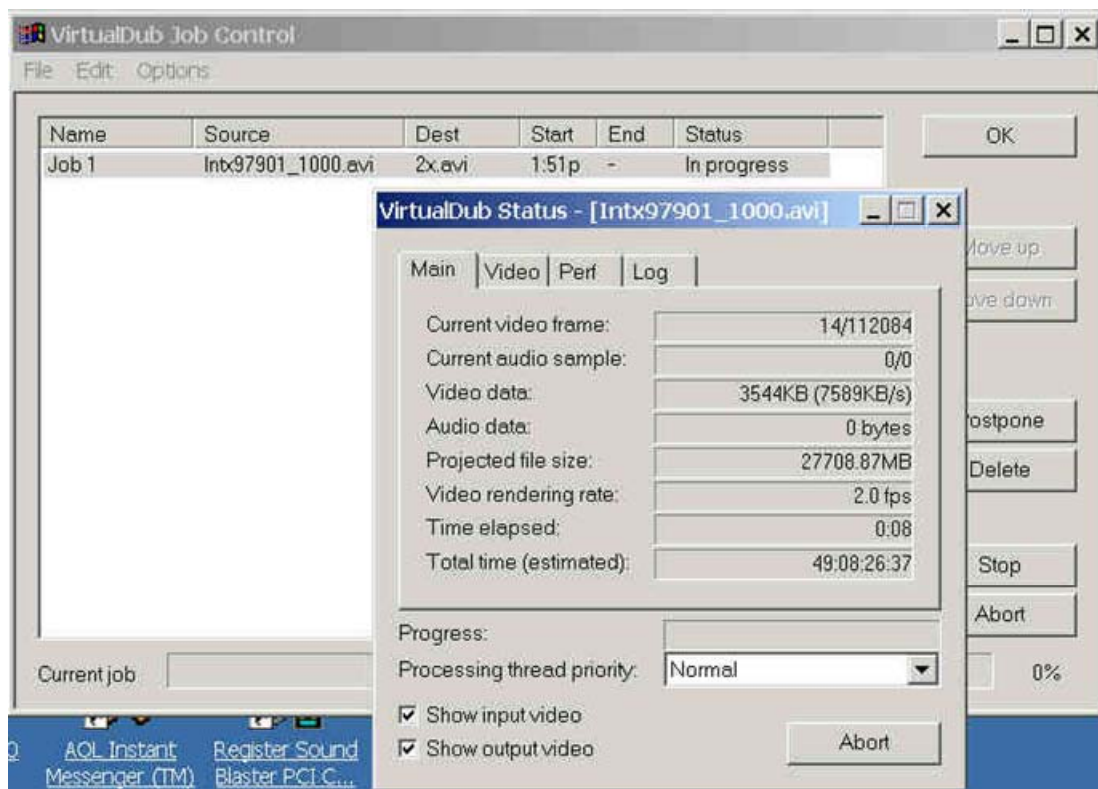 VirtualDub Job Control
File Edit Options
Name Source Dest Start End Status
Job 1 Intx97901_1000.avi 2x.avi 1:51p - In progress
OK
VirtualDub Status - [Intx97901_1000.avi]
Move up
ove down
Main Video Perf Log
Current video frame: 14/112084
Current audio sample: 0/0
Video data: 3544KB (7589KB/s)
Audio data: 0 bytes
Projected file size: 27708.87MB
Video rendering rate: 2.0 fps
Time elapsed: 0:08
Total time (estimated): 49:08:26:37
Postpone
Delete
Stop
Abort
Progress:
Current job
Processing thread priority: Normal
0%
Show input video
Show output video
Abort
AOL Instant
Messenger (TM)
Register Sound
Blaster PCI C...